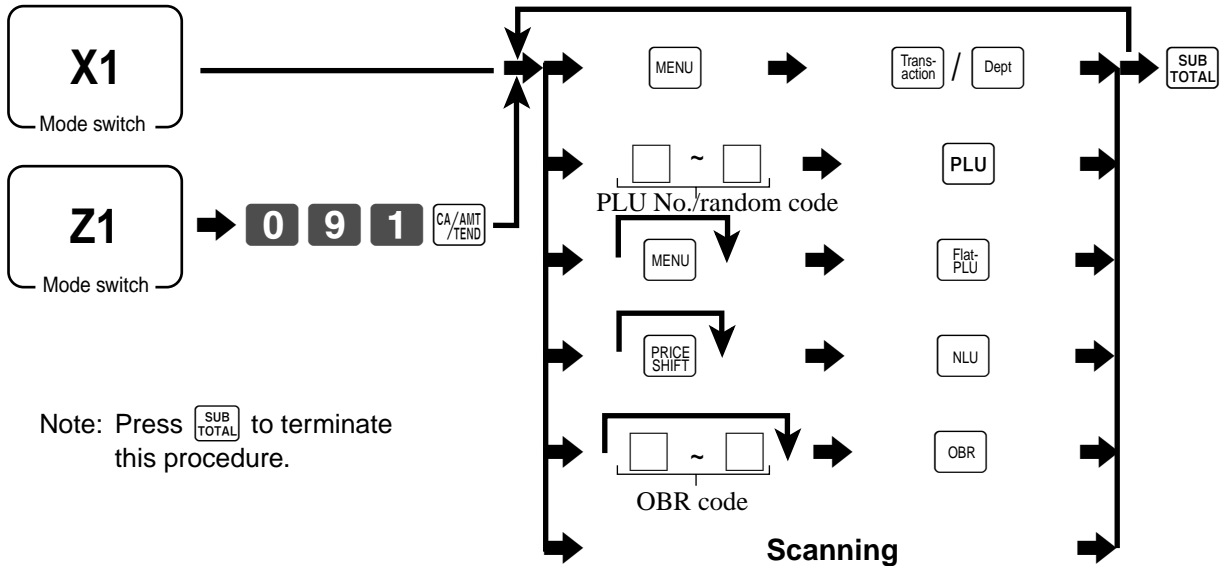 X1
Mode switch
MENU
Trans-
action
/
Dept
SUB
TOTAL
~
PLU
PLU No./random code
Z1
Mode switch
0 9 1 CA/AMT
/TEND
MENU
Flat-
PLU
PRICE
SHIFT
NLU
Note: Press SUB
TOTAL to terminate
this procedure.
~
OBR
OBR code
Scanning